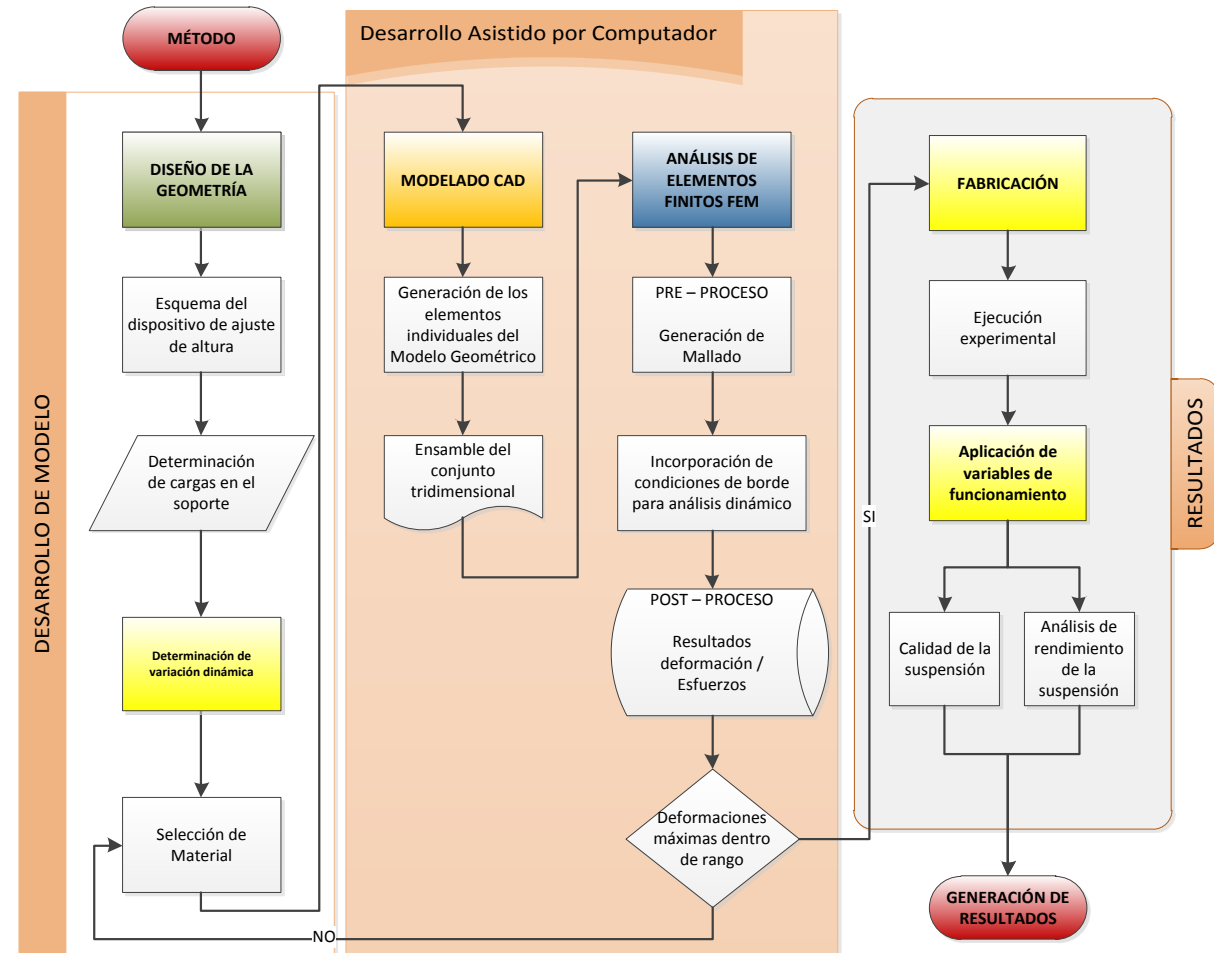 MÉTODO
DESARROLLO DE MODELO
DISEÑO DE LA
GEOMETRÍA
Esquema del
dispositivo de ajuste
de altura
Determinación
de cargas en el
soporte
Determinación de
variación dinámica
Selección de
Material
Desarrollo Asistido por Computador
MODELADO CAD
Generación de los
elementos
individuales del
Modelo Geométrico
Ensamble del
conjunto
tridimensional
ANÁLISIS DE
ELEMENTOS
FINITOS FEM
PRE – PROCESO
Generación de
Mallado
Incorporación de
condiciones de borde
para análisis dinámico
POST – PROCESO
Resultados
deformación /
Esfuerzos
Deformaciones
máximas dentro
de rango
NO
SI
RESULTADOS
FABRICACIÓN
Ejecución
experimental
Aplicación de
variables de
funcionamiento
Calidad de la
suspensión
Análisis de
rendimiento
de la
suspensión
GENERACIÓN DE
RESULTADOS